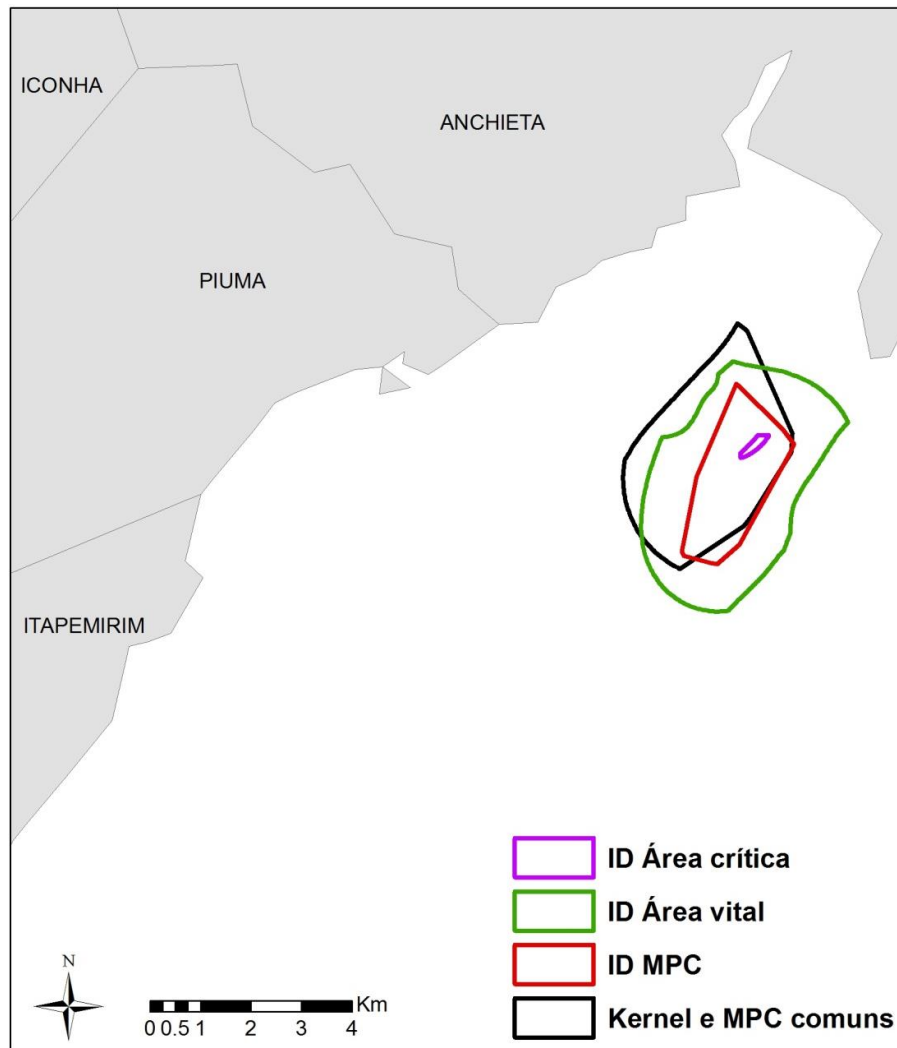 ICONHA
ANCHIETA
PIUMA
ITAPEMIRIM
ID Área crítica
ID Área vital
ID MPC
Kernel e MPC comuns
N
Km
0 0.5 1 2 3 4